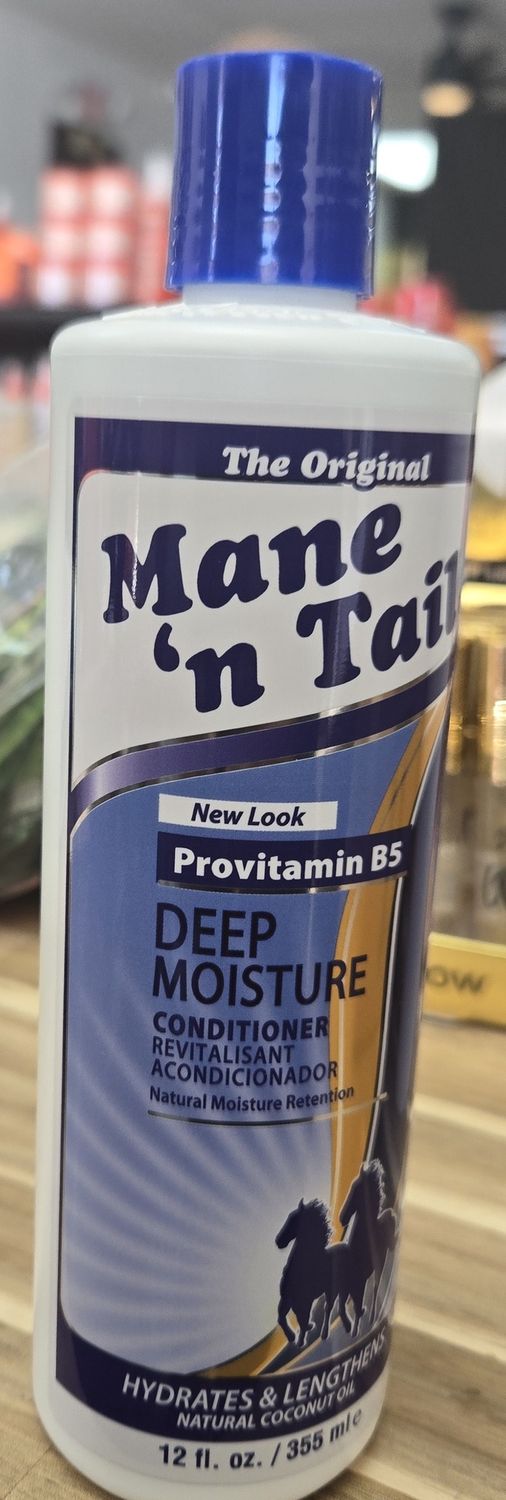 The Original
Mane
'n Tail
New Look
Provitamin B5
DEEP
MOISTURE
CONDITIONER
REVITALISANT
ACONDICIONADOR
Natural Moisture Retention
HYDRATES & LENGTHENS
NATURAL COCONUT OIL
12 fl. oz. / 355 ml e